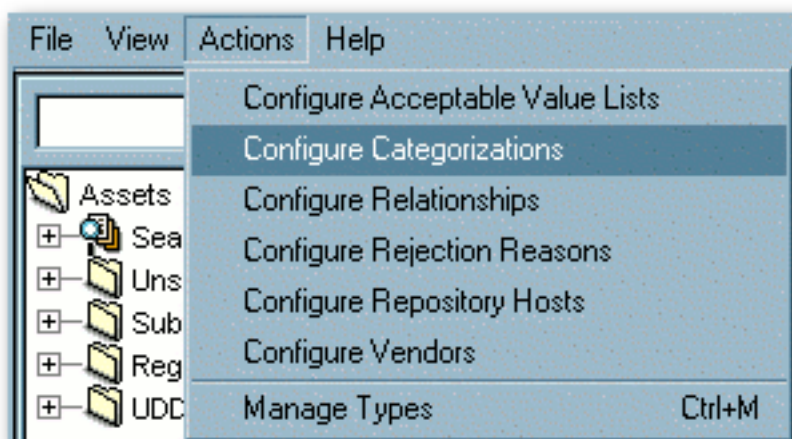 File View Actions Help
Configure Acceptable Value Lists
Configure Categorizations
Assets
Configure Relationships
Sea
Configure Rejection Reasons
Uns
Configure Repository Hosts
Sub
Configure Vendors
Reg
Manage Types Ctrl+M
UDD